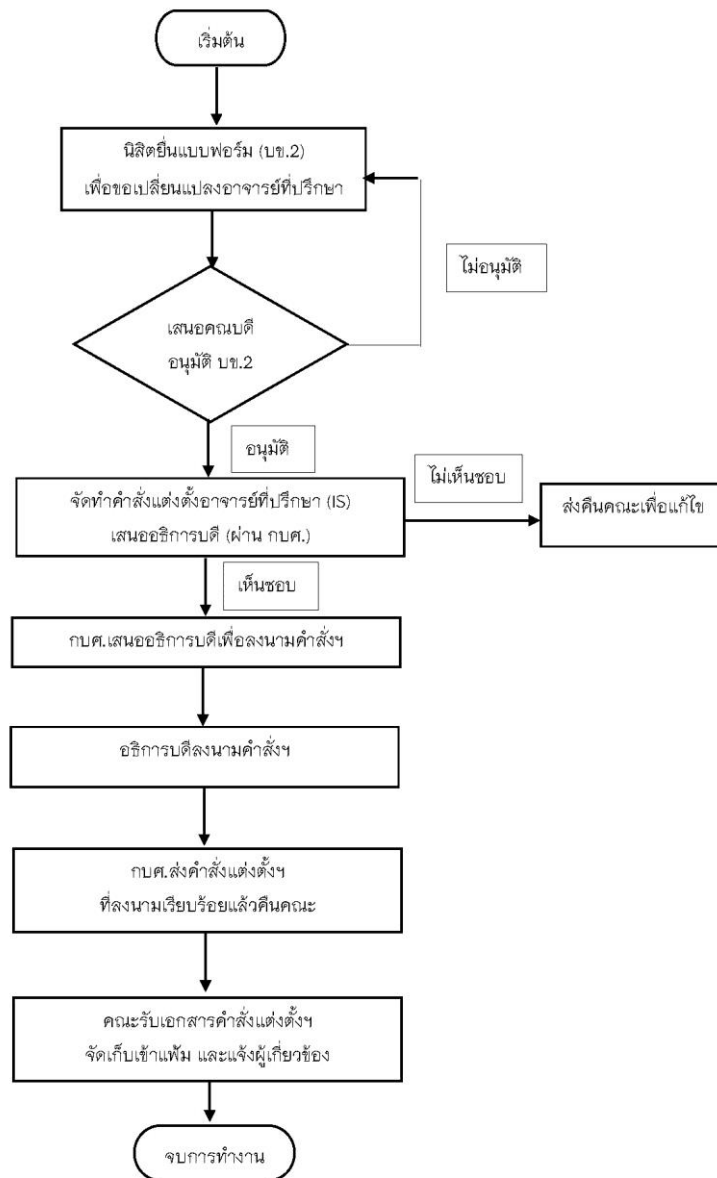 เริ่มต้น
นิสิตยื่นแบบฟอร์ม (บข.2)
เพื่อขอเปลี่ยนแปลงอาจารย์ที่ปรึกษา
ไม่อนุมัติ
เสนอคณบดี
อนุมัติ บข.2
อนุมัติ
ไม่เห็นชอบ
จัดทำคำสั่งแต่งตั้งอาจารย์ที่ปรึกษา (IS)
เสนออธิการบดี (ผ่าน กบศ.)
ส่งคืนคณะเพื่อแก้ไข
เห็นชอบ
กบศ.เสนออธิการบดีเพื่อลงนามคำสั่งฯ
อธิการบดีลงนามคำสั่งฯ
กบศ.ส่งคำสั่งแต่งตั้งฯ
ที่ลงนามเรียบร้อยแล้วคืนคณะ
คณะรับเอกสารคำสั่งแต่งตั้งฯ
จัดเก็บเข้าแฟ้ม และแจ้งผู้เกี่ยวข้อง
จบการทำงาน